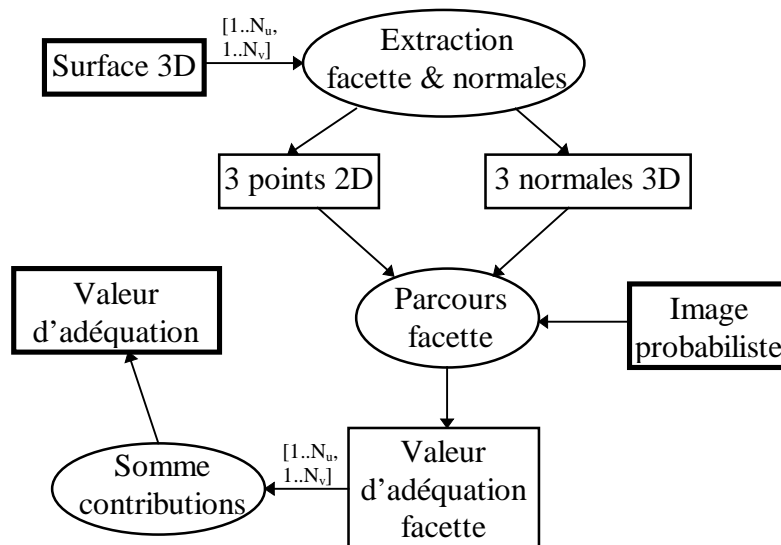 [1..Nu,
1..Nv]
Surface 3D
Extraction
facette & normales
3 points 2D
3 normales 3D
Valeur
d'adéquation
Parcours
facette
Image
probabiliste
Somme
contributions
[1..Nu,
1..Nv]
Valeur
d'adéquation
facette